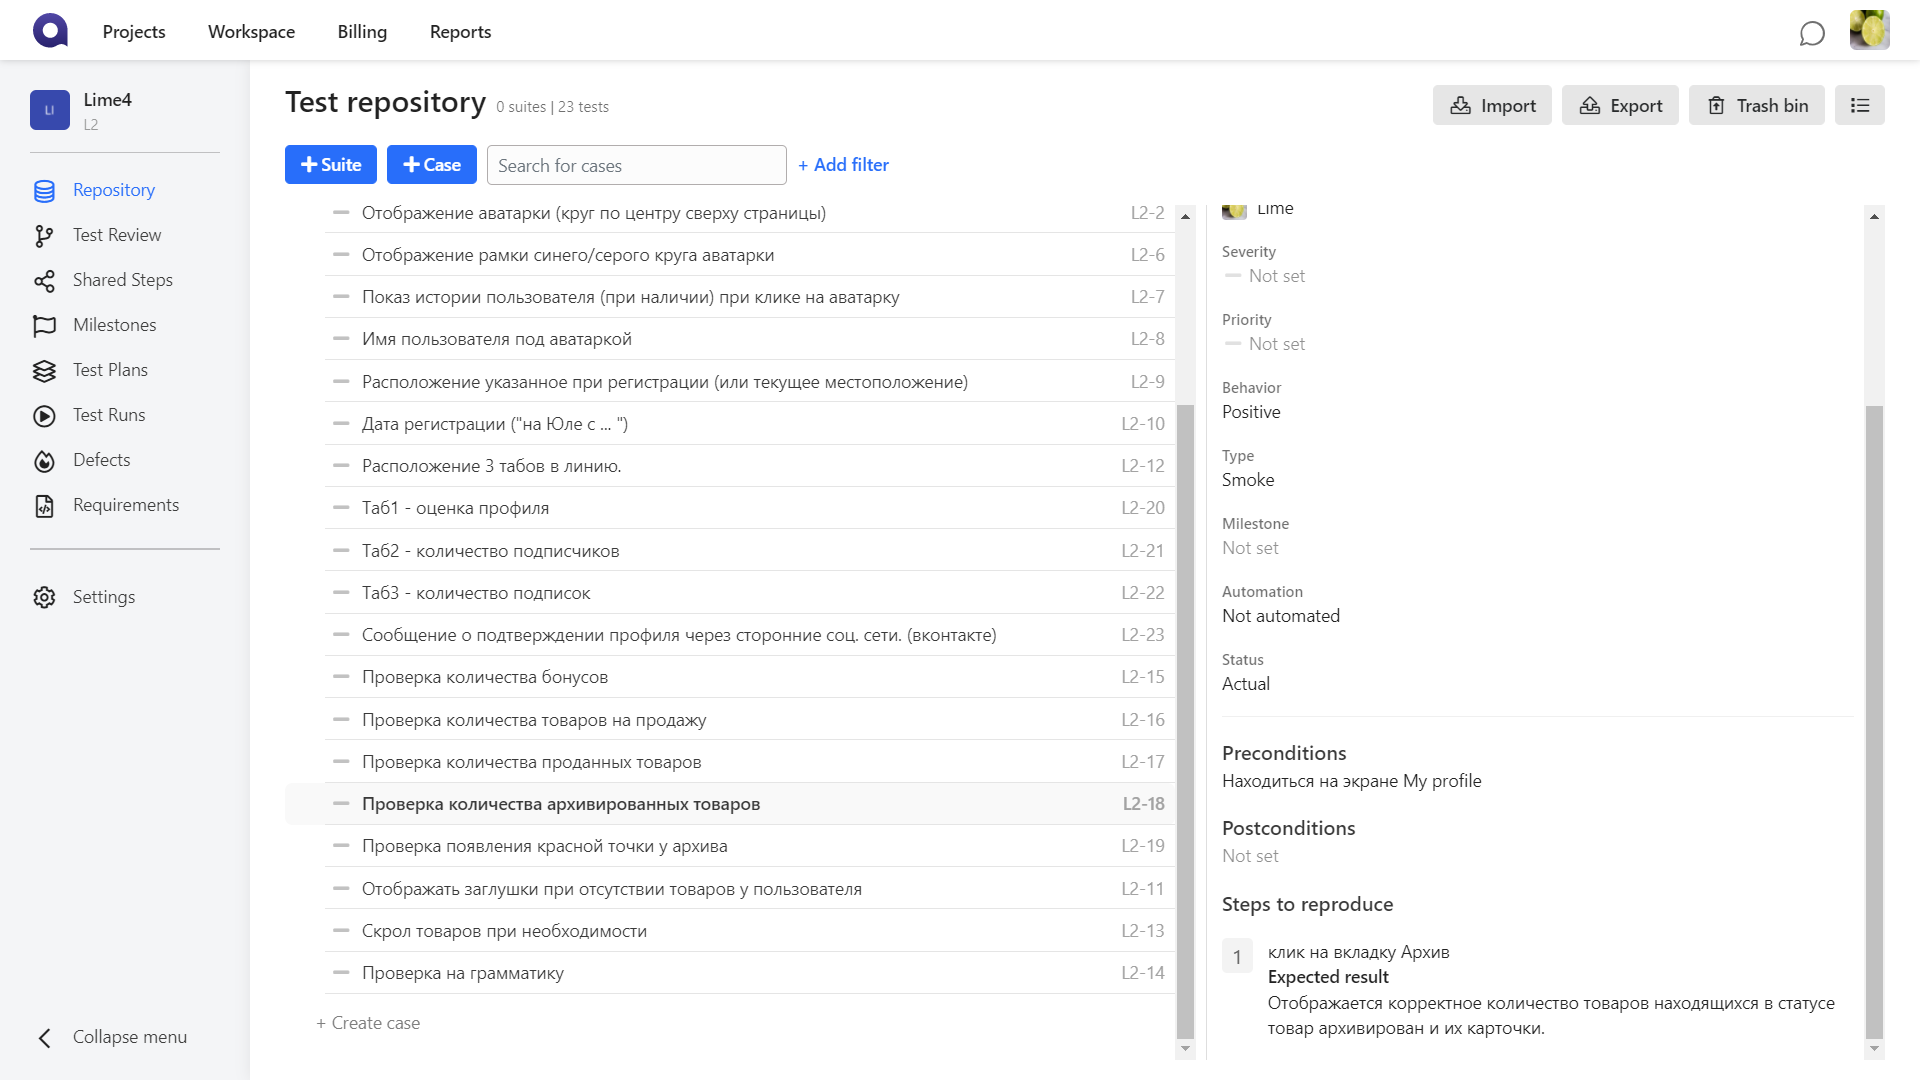 Projects
Workspace
Billing
Reports
LI
Lime4
L2
Repository
Test Review
Shared Steps
Milestones
Test Plans
Test Runs
Defects
Requirements
Settings
Collapse menu
Test repository
0 suites | 23 tests
Import
Export
Trash bin
+ Suite
+ Case
Search for cases
+ Add filter
Отображение аватарки (круг по центру сверху страницы) L2-2
Отображение рамки синего/серого круга аватарки L2-6
Показ истории пользователя (при наличии) при клике на аватарку L2-7
Имя пользователя под аватаркой L2-8
Расположение указанное при регистрации (или текущее местоположение) L2-9
Дата регистрации ("на Юле с ... ") L2-10
Расположение 3 табов в линию. L2-12
Таб1 - оценка профиля L2-20
Таб2 - количество подписчиков L2-21
Таб3 - количество подписок L2-22
Сообщение о подтверждении профиля через сторонние соц. сети. (вконтакте) L2-23
Проверка количества бонусов L2-15
Проверка количества товаров на продажу L2-16
Проверка количества проданных товаров L2-17
Проверка количества архивированных товаров L2-18
Проверка появления красной точки у архива L2-19
Отображать заглушки при отсутствии товаров у пользователя L2-11
Скрол товаров при необходимости L2-13
Проверка на грамматику L2-14
+ Create case
Lime
Severity
Not set
Priority
Not set
Behavior
Positive
Type
Smoke
Milestone
Not set
Automation
Not automated
Status
Actual
Preconditions
Находиться на экране My profile
Postconditions
Not set
Steps to reproduce
1
клик на вкладку Архив
Expected result
Отображается корректное количество товаров находящихся в статусе
товар архивирован и их карточки.